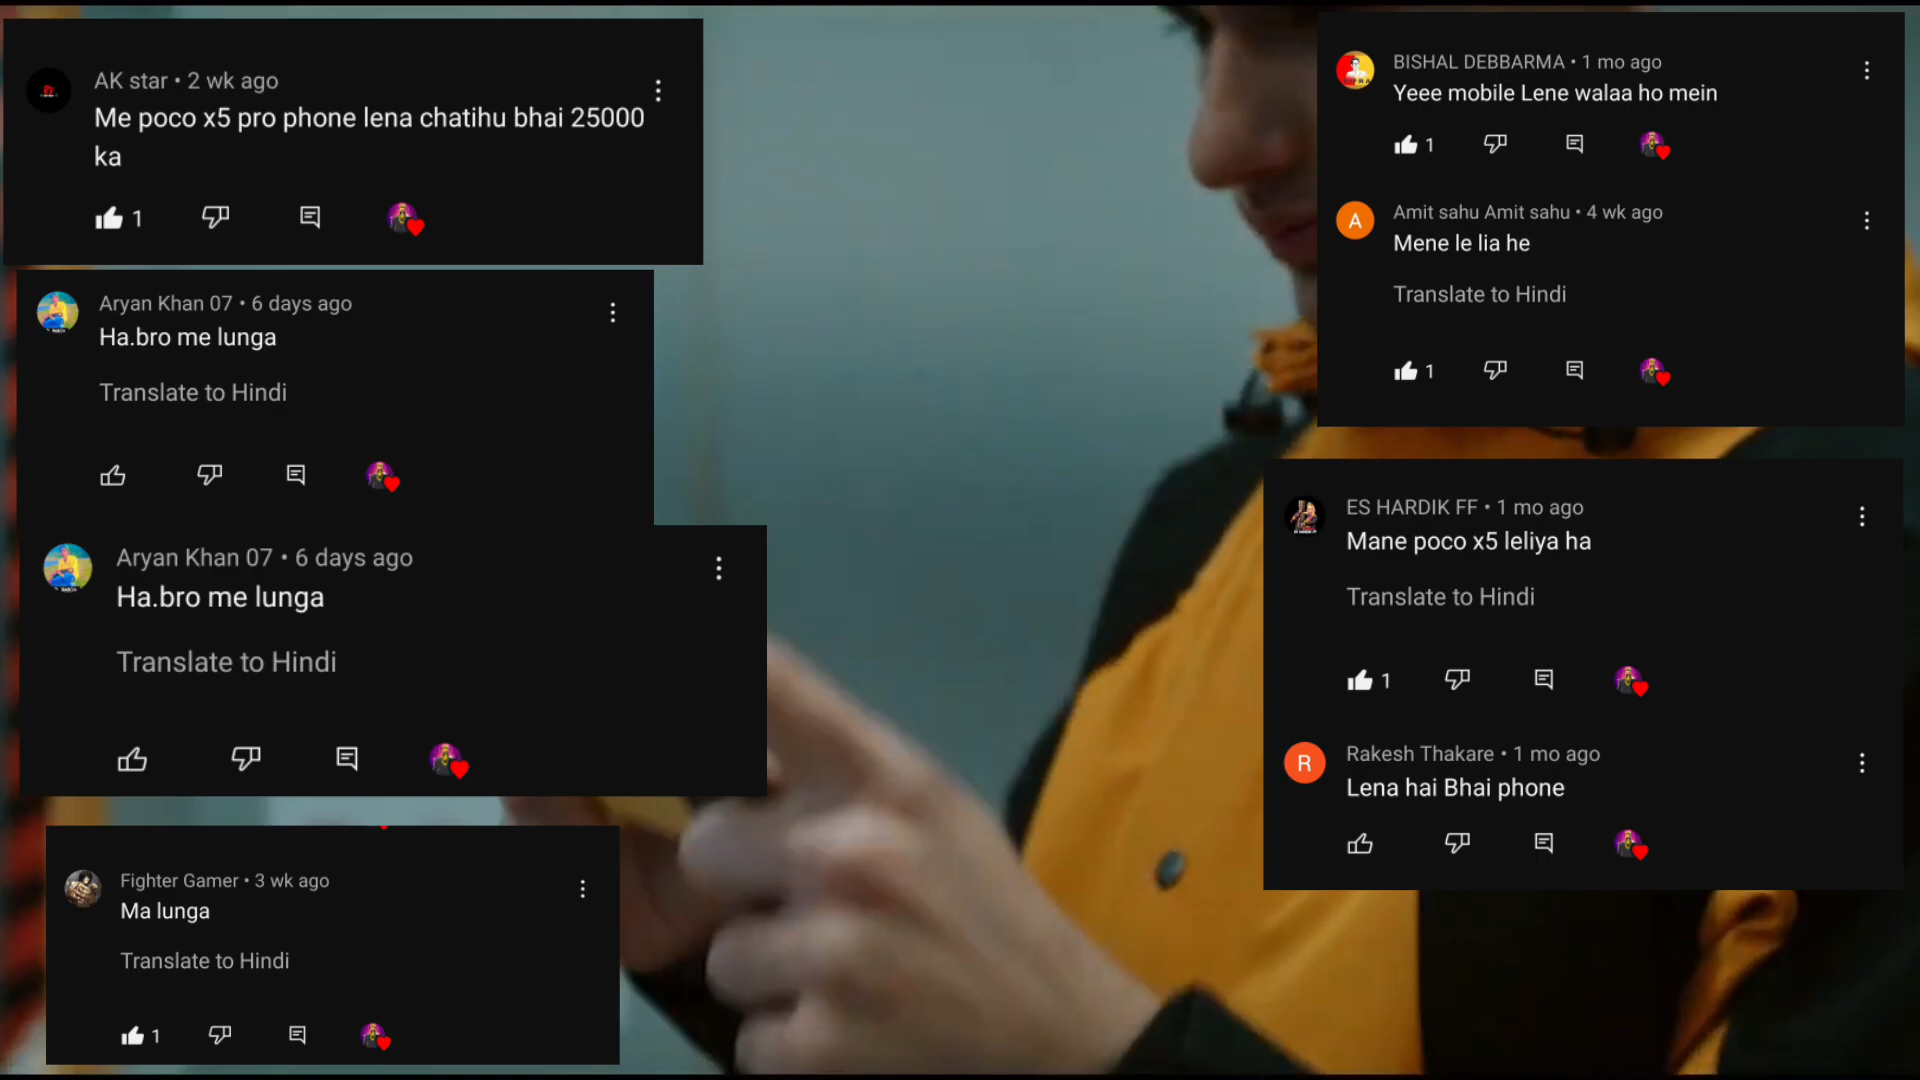 AK star • 2 wk ago
Me poco x5 pro phone lena chatihu bhai 25000
ka
1
Aryan Khan 07 • 6 days ago
Ha.bro me lunga
Translate to Hindi
Aryan Khan 07 • 6 days ago
Ha.bro me lunga
Translate to Hindi
Fighter Gamer • 3 wk ago
Ma lunga
Translate to Hindi
1
BISHAL DEBBARMA • 1 mo ago
Yeee mobile Lene walaa ho mein
1
A
Amit sahu Amit sahu • 4 wk ago
Mene le lia he
Translate to Hindi
1
ES HARDIK FF • 1 mo ago
Mane poco x5 leliya ha
Translate to Hindi
1
R
Rakesh Thakare • 1 mo ago
Lena hai Bhai phone